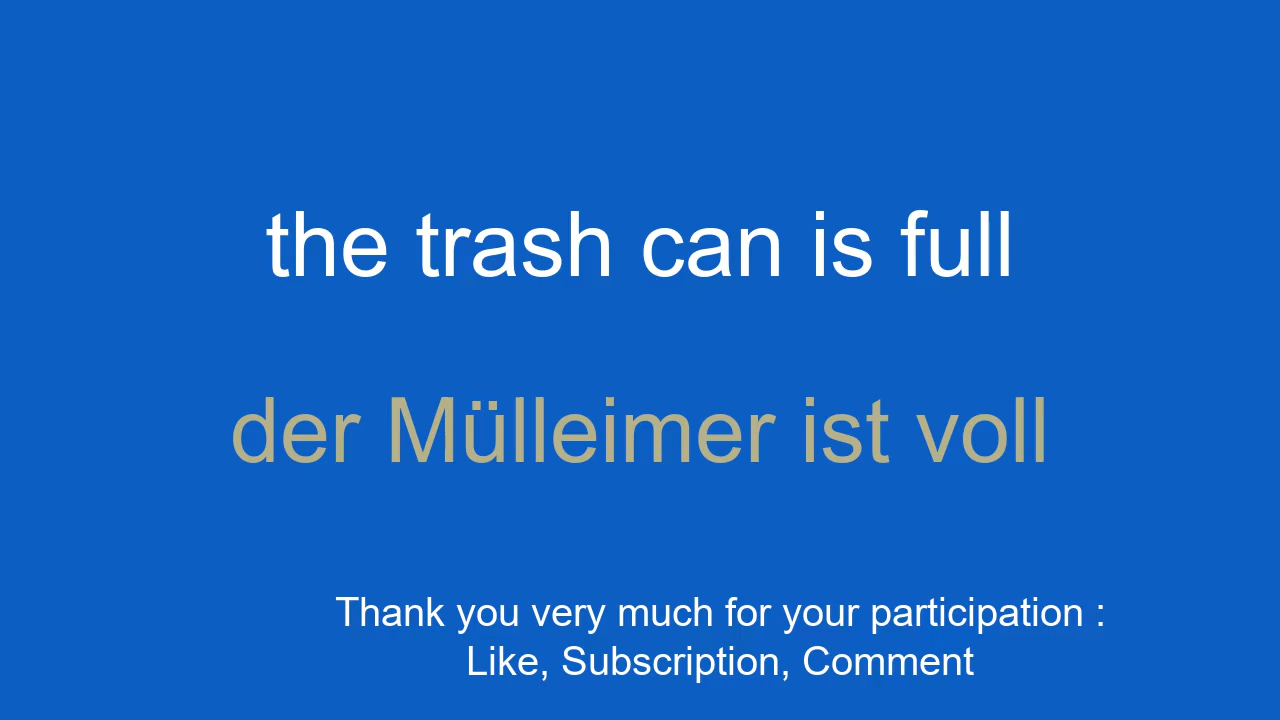 the trash can is full
der Mülleimer ist voll
Thank you very much for your participation :
Like, Subscription, Comment